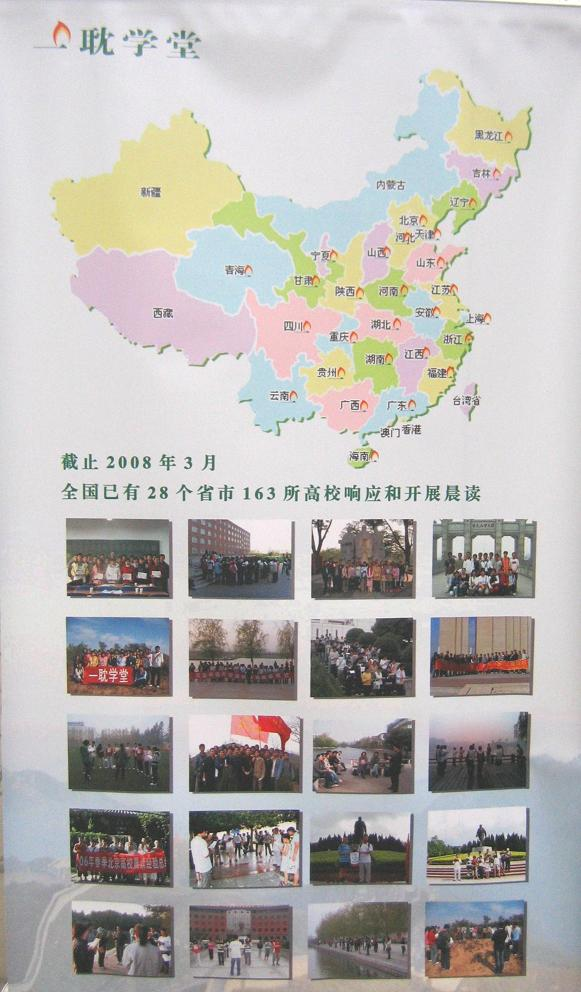 一耽学堂
黑龙江
吉林
内蒙古
新疆
辽宁
北京
河北
天津
宁夏
山西
青海
山东
甘肃
陕西
河南
江苏
西藏
安徽
上海
四川
湖北
重庆
浙江
湖南
江西
贵州
福建
云南
广西
广东
台湾省
澳门
香港
海南
截止 2008 年 3 月
全国已有 28 个省市 163 所高校响应和开展晨读
一耽学堂